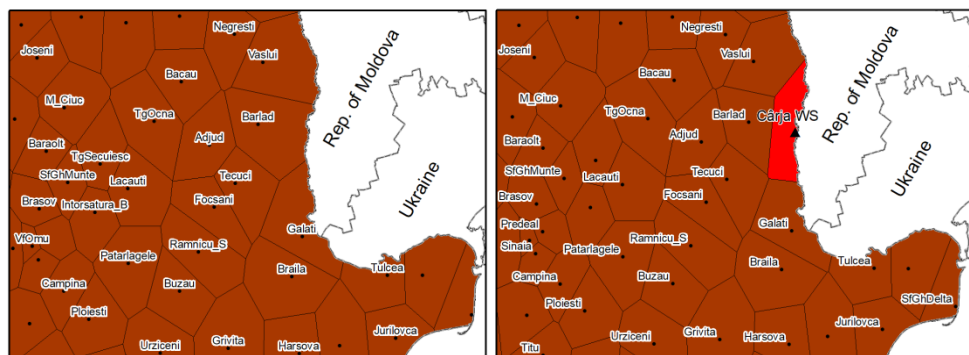 Negresti
Joseni
Vaslui
Bacau
Rep. of Moldova
M_Ciuc
TgOcna
Barlad
Adjud
Baraolt
TgSecuiesc
SfGhMunte
Lacauti
Tecuci
Ukraine
Brasov
Intorsatura_B
Focsani
Galati
VfOmu
Ramnicu_S
Patarlagele
Braila
Tulcea
Campina
Buzau
Ploiesti
Jurilovca
Urziceni
Grivita
Harsova
Negresti
Joseni
Vaslui
Bacau
Rep. of Moldova
M_Ciuc
TgOcna
Barlad
Cârja WS
Adjud
Baraolt
SfGhMunte
Lacauti
Tecuci
Ukraine
Brasov
Focsani
Predeal
Galati
Sinaia
Ramnicu_S
Patarlagele
Braila
Tulcea
Campina
Buzau
Ploiesti
SfGhDelta
Jurilovca
Urziceni
Grivita
Harsova
Titu